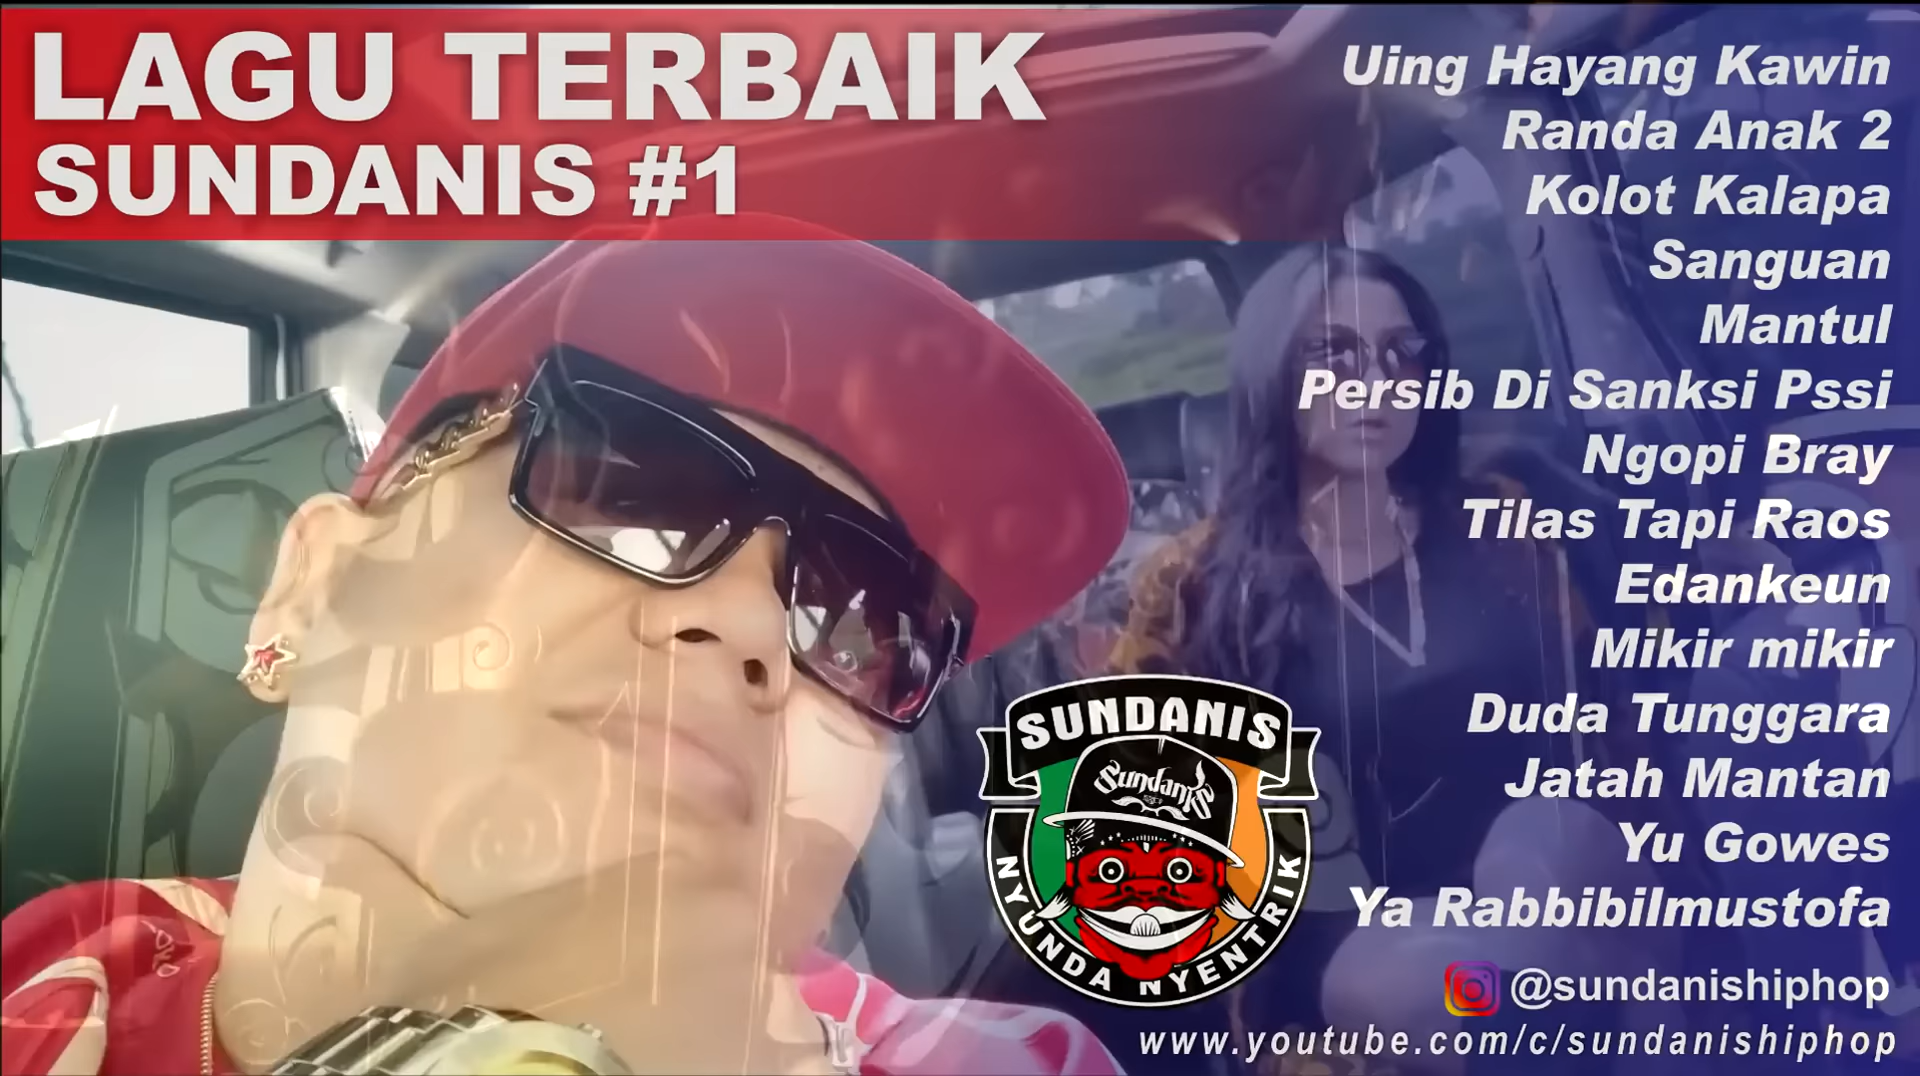 LAGU TERBAIK
SUNDANIS #1
Uing Hayang Kawin
Randa Anak 2
Kolot Kalapa
Sanguan
Mantul
Persib Di Sanksi Pssi
Ngopi Bray
Tilas Tapi Raos
Edankeun
Mikir mikir
Duda Tunggara
Jatah Mantan
Yu Gowes
Ya Rabbibilmustofa
SUNDANIS
Sundanis
NYUNDA NYENTRIK
@sundanishiphop
www.youtube.com/c/sundanishiphop